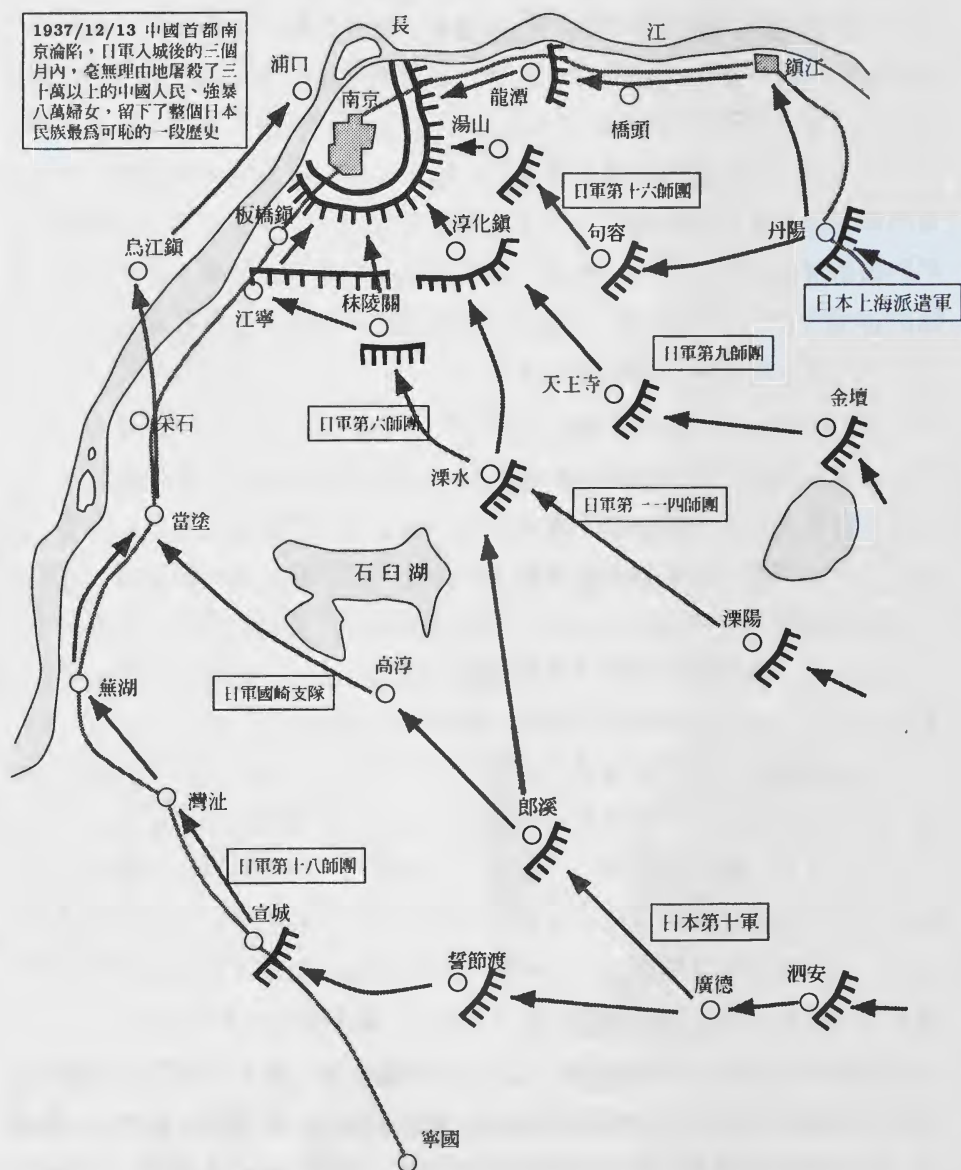 1937/12/13 中國首都南
京淪陷，日軍入城後的三個
月內，毫無理由地屠殺了三
十萬以上的中國人民、強暴
八萬婦女，留下了整個日本
民族最爲可恥的一段歷史
長
江
浦口
南京
龍潭
鎮江
湯山
橋頭
日軍第十六師團
板橋鎮
淳化鎮
句容
丹陽
烏江鎮
日本上海派遣軍
江寧
秣陵關
日軍第九師團
天王寺
金壇
采石
日軍第六師團
溧水
日軍第一一四師團
當塗
石臼湖
溧陽
高淳
蕪湖
日軍國崎支隊
灣沚
郎溪
日軍第十八師團
宣城
日本第十軍
誓節渡
廣德
泗安
寧國